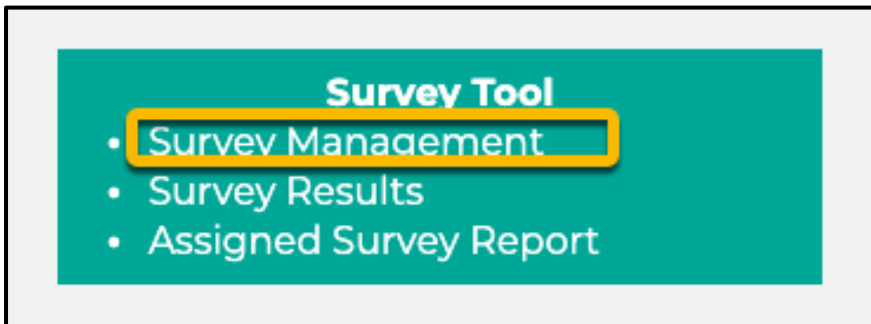 Survey Tool
• Survey Management
• Survey Results
• Assigned Survey Report